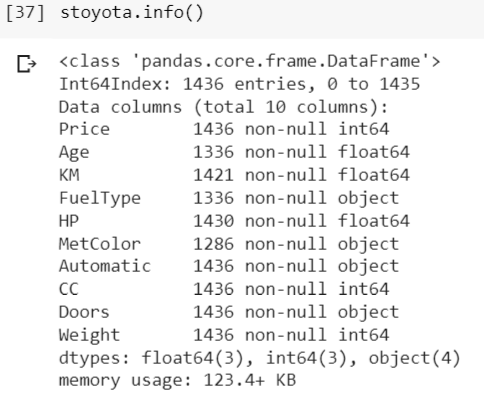 [37] stoyota.info()
<class 'pandas.core.frame.DataFrame'>
Int64Index: 1436 entries, 0 to 1435
Data columns (total 10 columns):
Price        1436 non-null int64
Age          1336 non-null float64
KM           1421 non-null float64
FuelType     1336 non-null object
HP           1430 non-null float64
MetColor     1286 non-null object
Automatic    1436 non-null object
CC           1436 non-null int64
Doors        1436 non-null object
Weight       1436 non-null int64
dtypes: float64(3), int64(3), object(4)
memory usage: 123.4+ KB